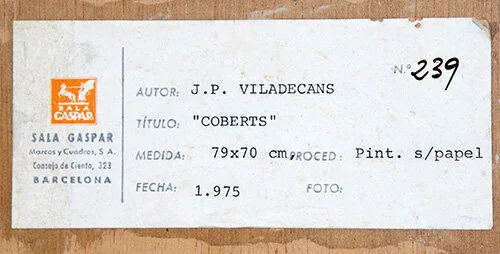 SALA
GASPAR
SALA GASPAR
Marcos y Cuadros, S. A.
Consejo de Ciento, 323
BARCELONA
N.º 239
AUTOR: J.P. VILADECANS
TÍTULO: "COBERTS"
MEDIDA: 79x70 cm, PROCED: Pint. s/papel
FECHA: 1.975 FOTO: